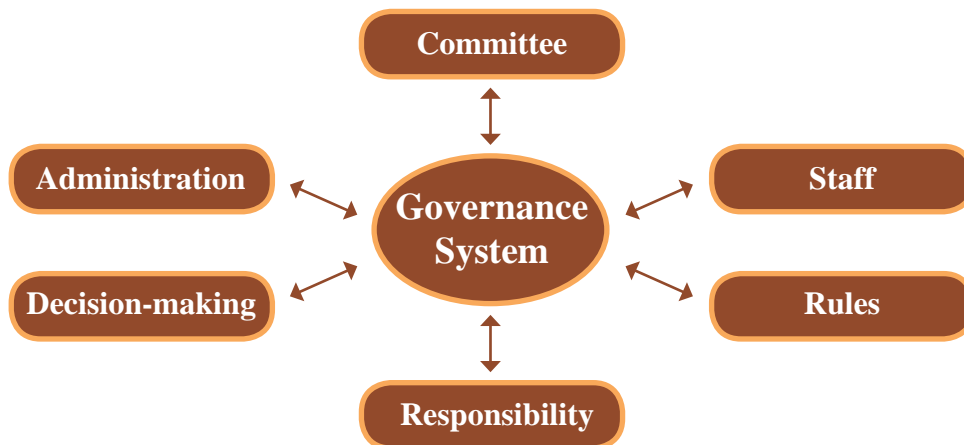 Committee
Administration
Staff
Governance
System
Decision-making
Rules
Responsibility